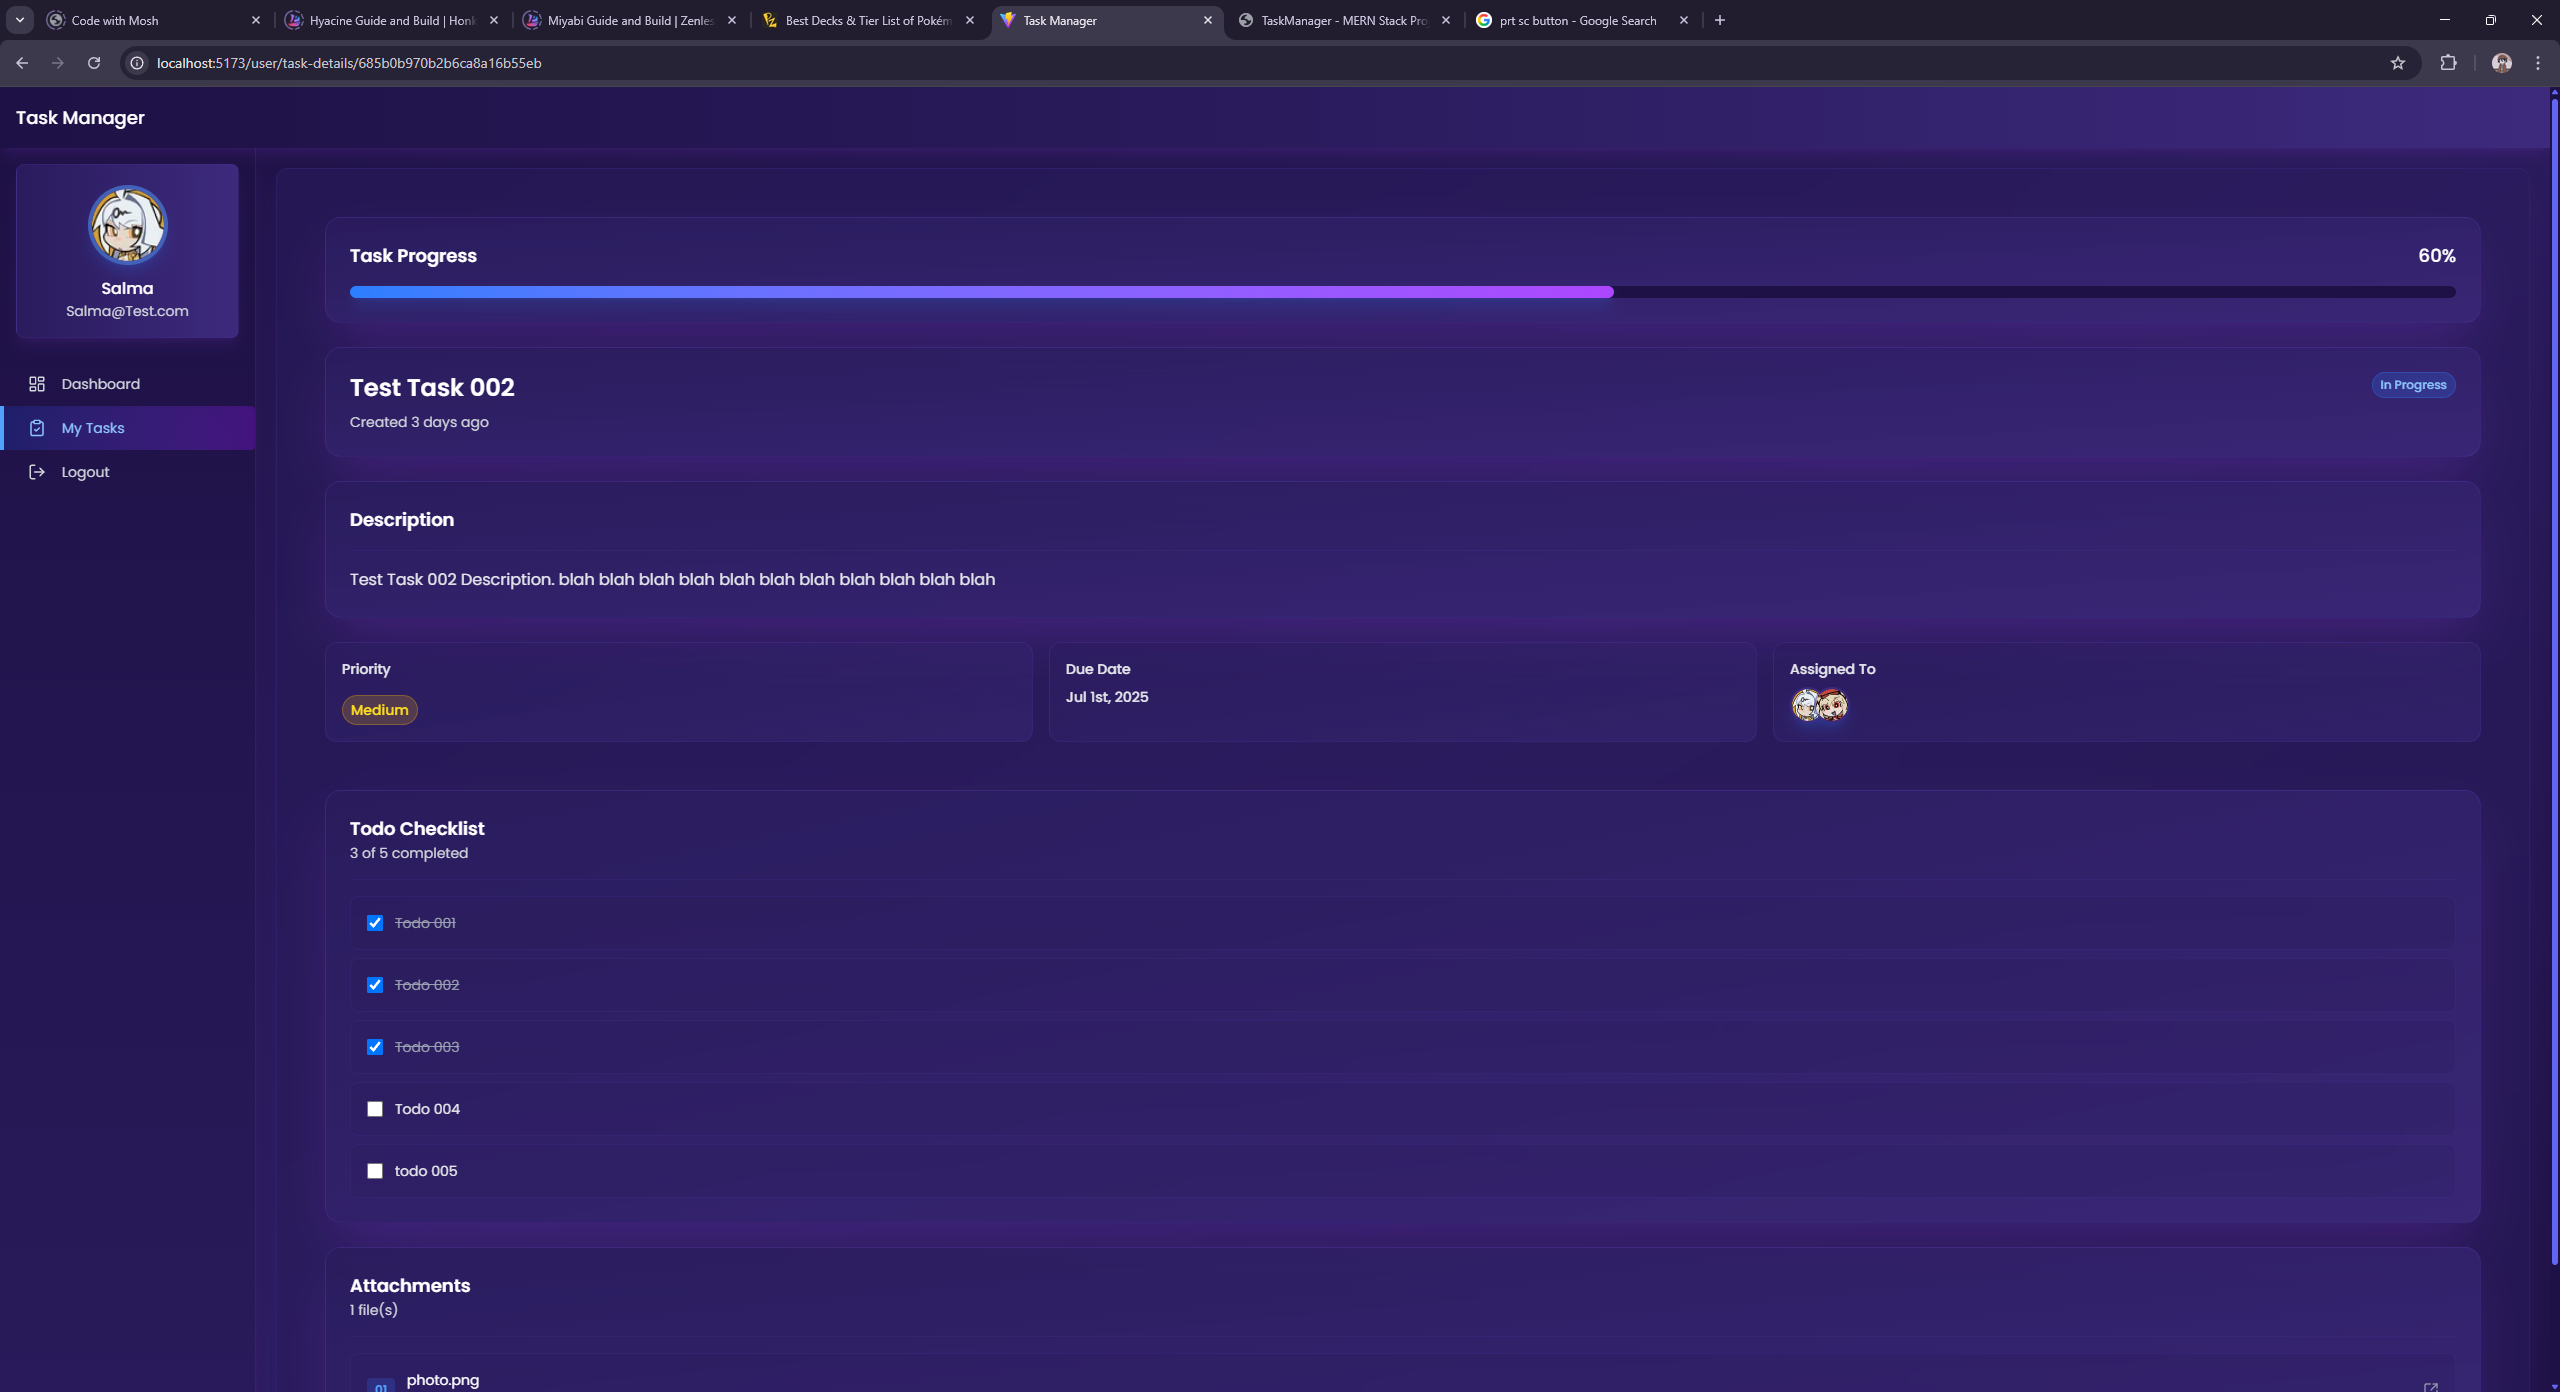 Code with Mosh
Hyacine Guide and Build | Honk
Miyabi Guide and Build | Zenles
Best Decks & Tier List of Pokém
Task Manager
TaskManager - MERN Stack Pro
prt sc button - Google Search
localhost:5173/user/task-details/685b0b970b2b6ca8a16b55eb
Task Manager
Salma
Salma@Test.com
Dashboard
My Tasks
Logout
Task Progress
60%
Test Task 002
In Progress
Created 3 days ago
Description
Test Task 002 Description. blah blah blah blah blah blah blah blah blah blah blah
Priority
Medium
Due Date
Jul 1st, 2025
Assigned To
Todo Checklist
3 of 5 completed
Todo 001
Todo 002
Todo 003
Todo 004
todo 005
Attachments
1 file(s)
01
photo.png